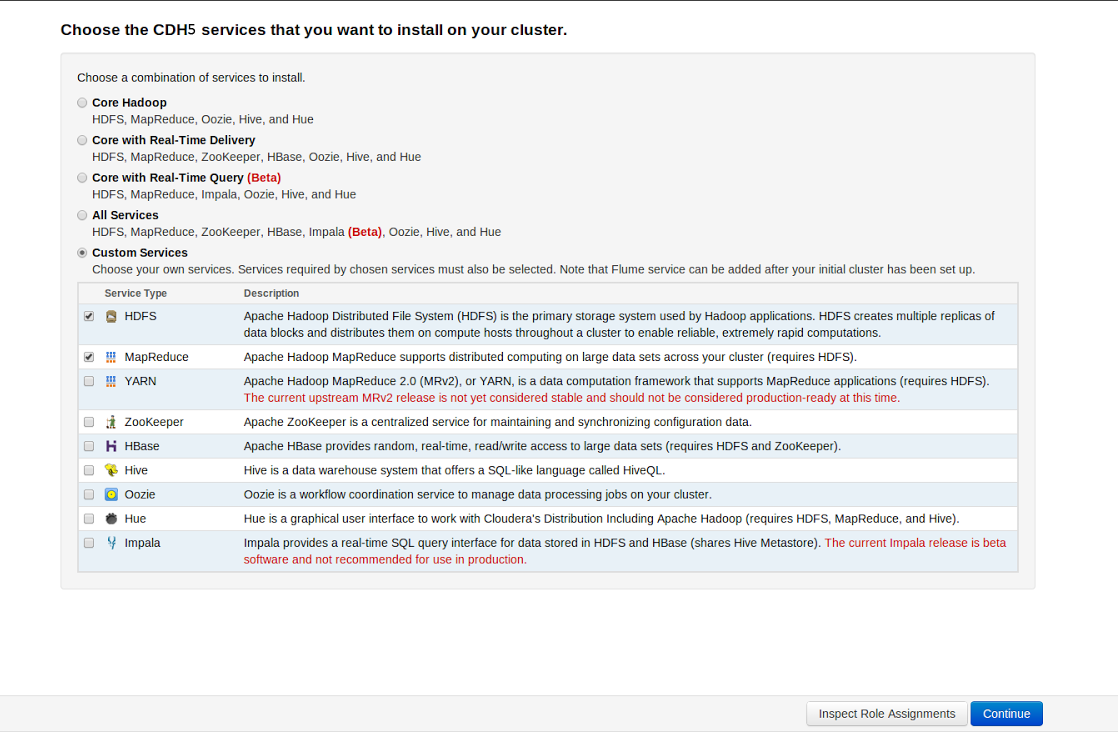 Choose the CDH5 services that you want to install on your cluster.
Choose a combination of services to install.
Core Hadoop
HDFS, MapReduce, Oozie, Hive, and Hue
Core with Real-Time Delivery
HDFS, MapReduce, ZooKeeper, HBase, Oozie, Hive, and Hue
Core with Real-Time Query (Beta)
HDFS, MapReduce, Impala, Oozie, Hive, and Hue
All Services
HDFS, MapReduce, ZooKeeper, HBase, Impala (Beta), Oozie, Hive, and Hue
Custom Services
Choose your own services. Services required by chosen services must also be selected. Note that Flume service can be added after your initial cluster has been set up.
Service Type Description
HDFS Apache Hadoop Distributed File System (HDFS) is the primary storage system used by Hadoop applications. HDFS creates multiple replicas of
data blocks and distributes them on compute hosts throughout a cluster to enable reliable, extremely rapid computations.
MapReduce Apache Hadoop MapReduce supports distributed computing on large data sets across your cluster (requires HDFS).
YARN Apache Hadoop MapReduce 2.0 (MRv2), or YARN, is a data computation framework that supports MapReduce applications (requires HDFS).
The current upstream MRv2 release is not yet considered stable and should not be considered production-ready at this time.
ZooKeeper Apache ZooKeeper is a centralized service for maintaining and synchronizing configuration data.
HBase Apache HBase provides random, real-time, read/write access to large data sets (requires HDFS and ZooKeeper).
Hive Hive is a data warehouse system that offers a SQL-like language called HiveQL.
Oozie Oozie is a workflow coordination service to manage data processing jobs on your cluster.
Hue Hue is a graphical user interface to work with Cloudera's Distribution Including Apache Hadoop (requires HDFS, MapReduce, and Hive).
Impala Impala provides a real-time SQL query interface for data stored in HDFS and HBase (shares Hive Metastore). The current Impala release is beta
software and not recommended for use in production.
Inspect Role Assignments Continue